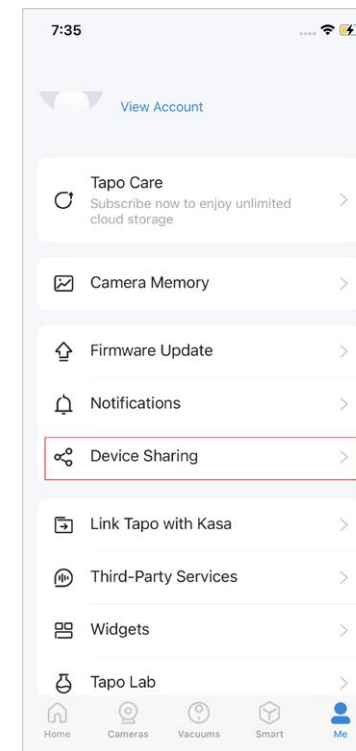 7:35
View Account
Tapo Care
Subscribe now to enjoy unlimited
cloud storage
Camera Memory
Firmware Update
Notifications
Device Sharing
Link Tapo with Kasa
Third-Party Services
Widgets
Tapo Lab
Home Cameras Vacuums Smart Me